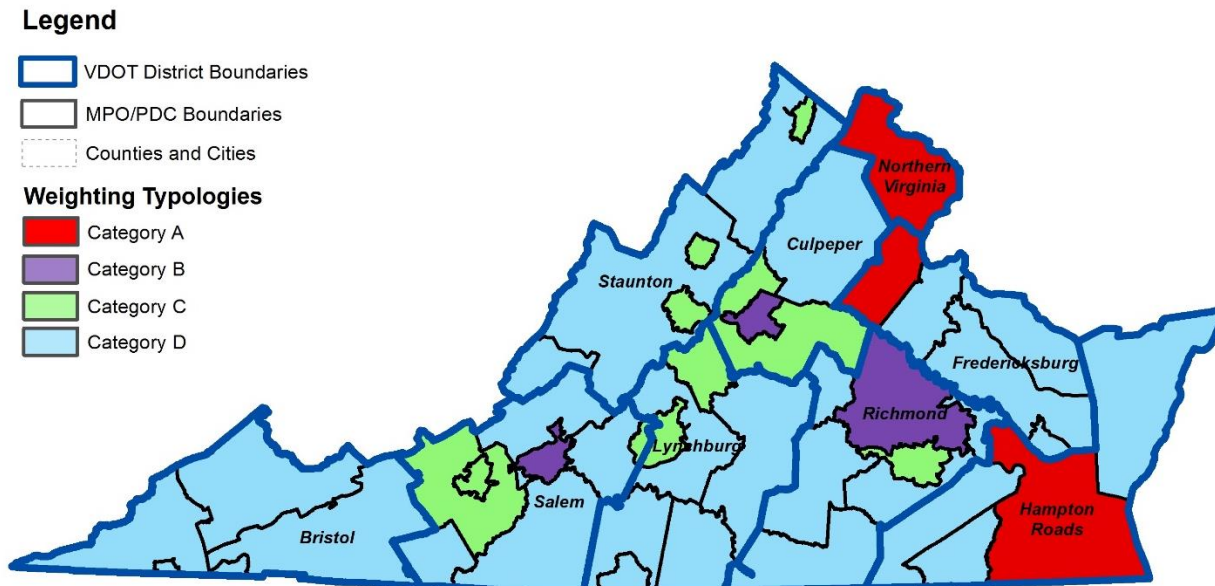 Legend
VDOT District Boundaries
MPO/PDC Boundaries
Counties and Cities
Weighting Typologies
Category A
Category B
Category C
Category D
Northern
Virginia
Culpeper
Staunton
Fredericksburg
Richmond
Lynchburg
Salem
Hampton
Roads
Bristol